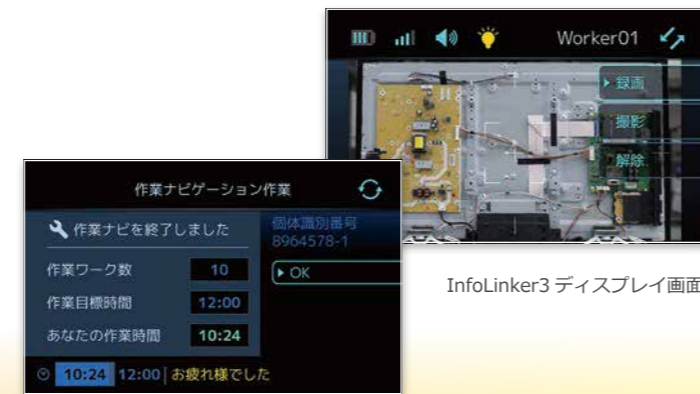 Worker01
録画
撮影
解除
作業ナビゲーション作業
作業ナビを終了しました
個体識別番号
8964578-1
作業ワーク数 10
OK
作業目標時間 12:00
あなたの作業時間 10:24
10:24 12:00 お疲れ様でした
InfoLinker3 ディスプレイ画面